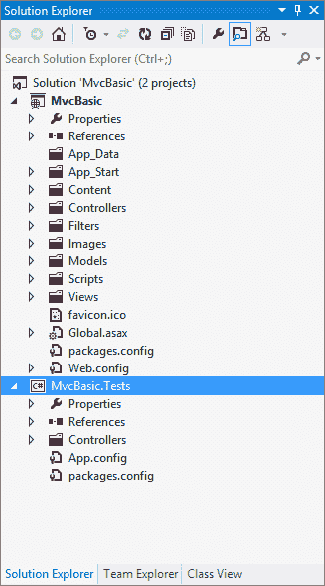 Solution Explorer
Search Solution Explorer (Ctrl+;)
Solution 'MvcBasic' (2 projects)
MvcBasic
Properties
References
App_Data
App_Start
Content
Controllers
Filters
Images
Models
Scripts
Views
favicon.ico
Global.asax
packages.config
Web.config
C# MvcBasic.Tests
Properties
References
Controllers
App.config
packages.config
Solution Explorer Team Explorer Class View